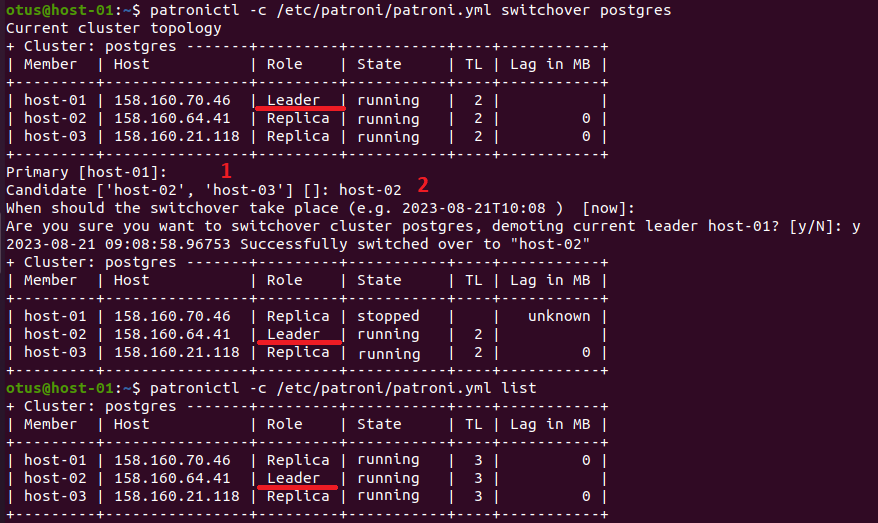 otus@host-01:~$ patronictl -c /etc/patroni/patroni.yml switchover postgres
Current cluster topology
+ Cluster: postgres -------+---------+---------+----+-----------+
| Member  | Host           | Role    | State   | TL | Lag in MB |
+---------+----------------+---------+---------+----+-----------+
| host-01 | 158.160.70.46  | Leader  | running |  2 |           |
| host-02 | 158.160.64.41  | Replica | running |  2 |         0 |
| host-03 | 158.160.21.118 | Replica | running |  2 |         0 |
+---------+----------------+---------+---------+----+-----------+
Primary [host-01]: 1
Candidate ['host-02', 'host-03'] []: host-02 2
When should the switchover take place (e.g. 2023-08-21T10:08 )  [now]:
Are you sure you want to switchover cluster postgres, demoting current leader host-01? [y/N]: y
2023-08-21 09:08:58.96753 Successfully switched over to "host-02"
+ Cluster: postgres -------+---------+---------+----+-----------+
| Member  | Host           | Role    | State   | TL | Lag in MB |
+---------+----------------+---------+---------+----+-----------+
| host-01 | 158.160.70.46  | Replica | stopped |    |   unknown |
| host-02 | 158.160.64.41  | Leader  | running |  2 |           |
| host-03 | 158.160.21.118 | Replica | running |  2 |         0 |
+---------+----------------+---------+---------+----+-----------+
otus@host-01:~$ patronictl -c /etc/patroni/patroni.yml list
+ Cluster: postgres -------+---------+---------+----+-----------+
| Member  | Host           | Role    | State   | TL | Lag in MB |
+---------+----------------+---------+---------+----+-----------+
| host-01 | 158.160.70.46  | Replica | running |  3 |         0 |
| host-02 | 158.160.64.41  | Leader  | running |  3 |           |
| host-03 | 158.160.21.118 | Replica | running |  3 |         0 |
+---------+----------------+---------+---------+----+-----------+